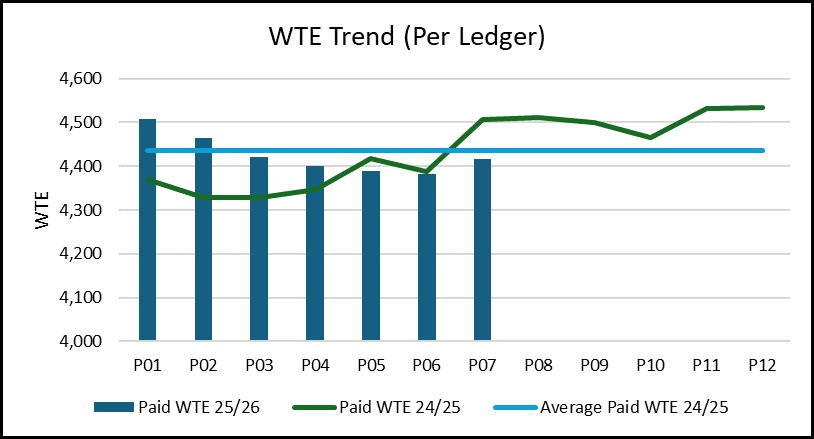 WTE Trend (Per Ledger)
4,600
4,500
4,400
4,300
4,200
4,100
4,000
WTE
P01 P02 P03 P04 P05 P06 P07 P08 P09 P10 P11 P12
Paid WTE 25/26 Paid WTE 24/25 Average Paid WTE 24/25